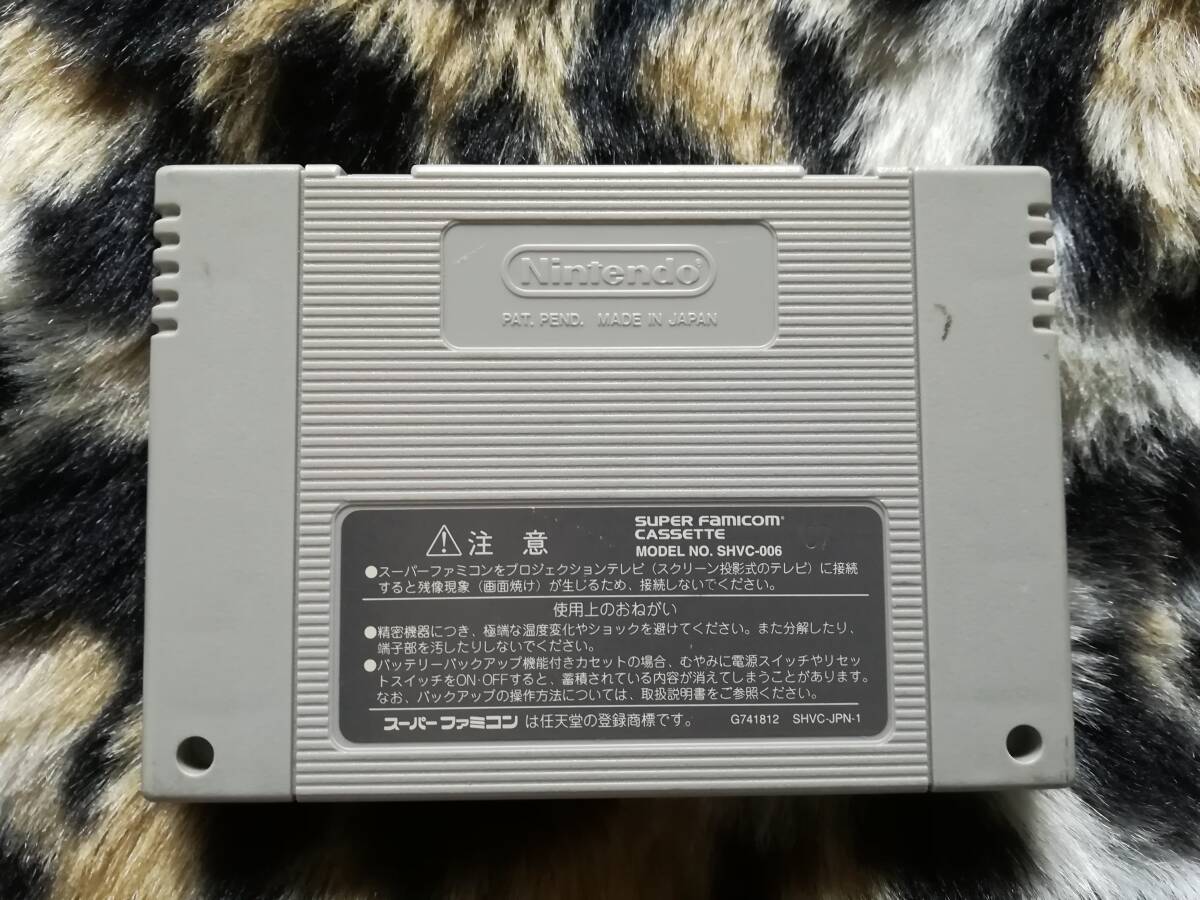 Nintendo
PAT. PEND. MADE IN JAPAN
注意
SUPER FAMICOM
CASSETTE
MODEL NO. SHVC-006
●スーパーファミコンをプロジェクションテレビ(スクリーン投影式のテレビ)に接続
すると残像現象(画面焼け)が生じるため、接続しないでください。
使用上のおねがい
●精密機器につき、極端な温度変化やショックを避けてください。また分解したり、
端子部を汚したりしないでください。
●バッテリーバックアップ機能付きカセットの場合、むやみに電源スイッチやリセッ
トスイッチをON·OFFすると、蓄積されている内容が消えてしまうことがあります。
なお、バックアップの操作方法については、取扱説明書をご参照ください。
スーパーファミコンは任天堂の登録商標です。 G741812 SHVC-JPN-1